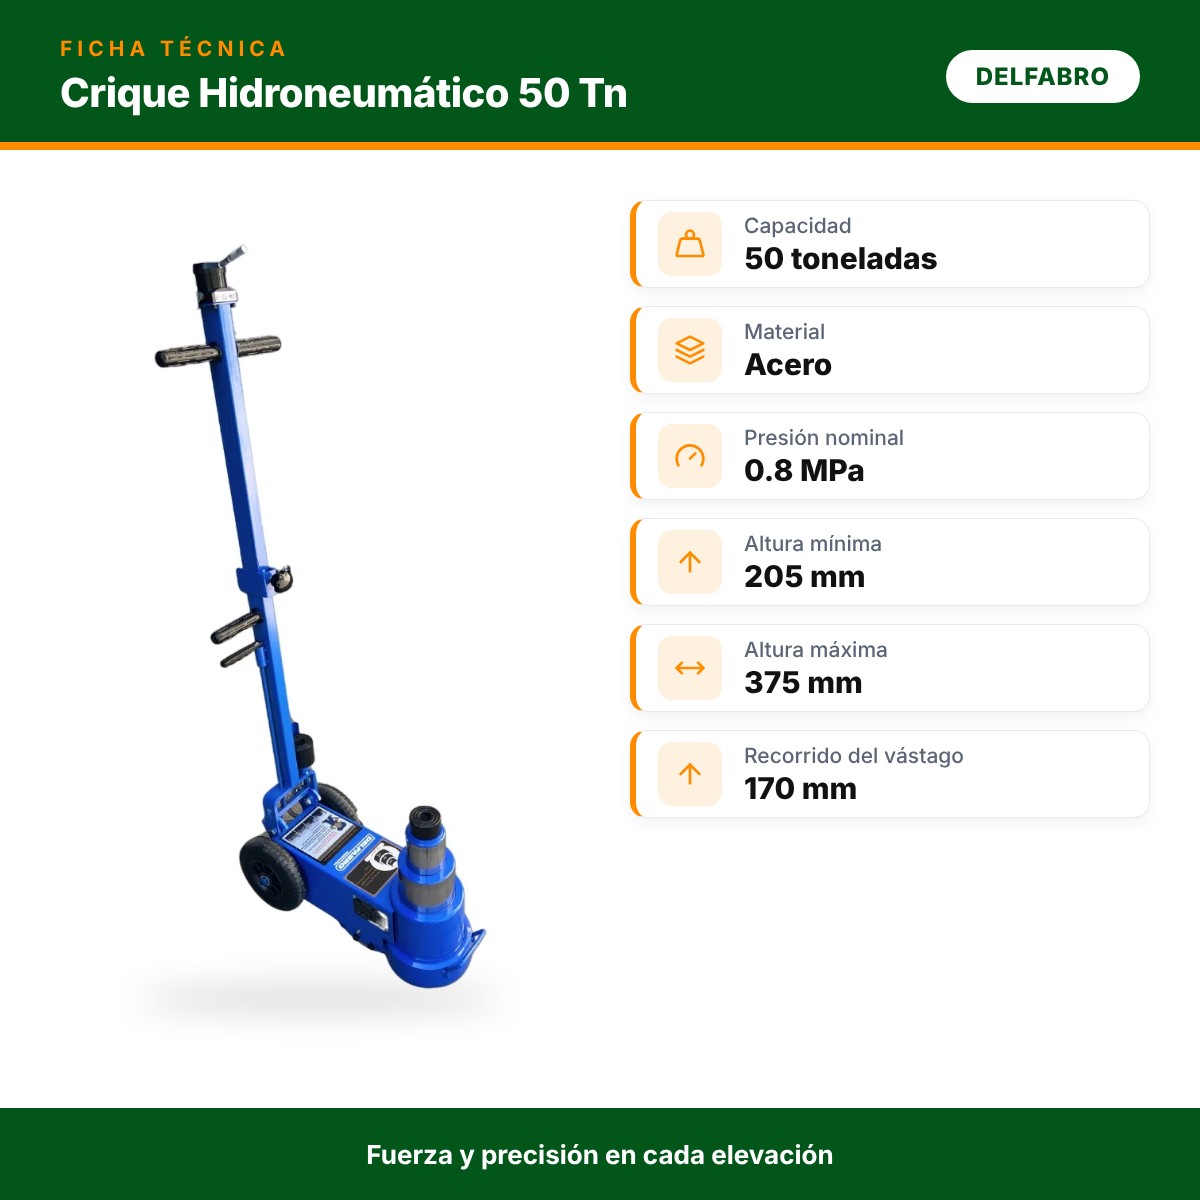 FICHA TÉCNICA
Crique Hidroneumático 50 Tn
DELFABRO
Capacidad
50 toneladas
Material
Acero
Presión nominal
0.8 MPa
Altura mínima
205 mm
Altura máxima
375 mm
Recorrido del vástago
170 mm
DELFABRO
Fuerza y precisión en cada elevación